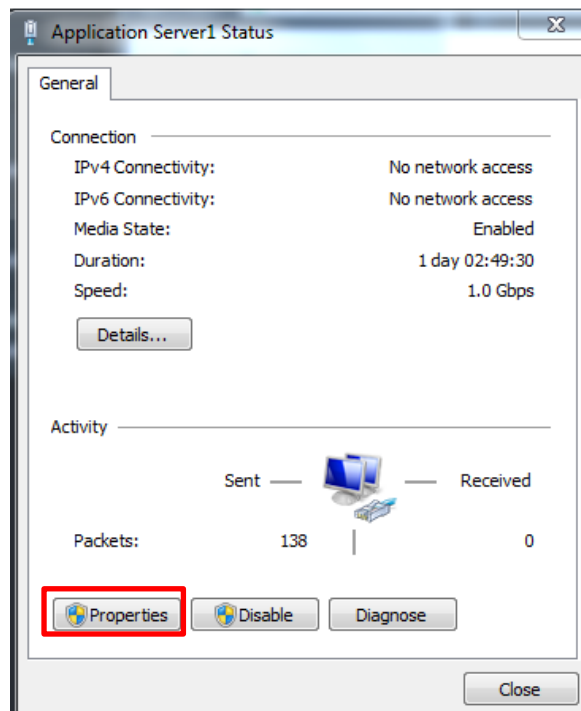 Application Server1 Status
General
Connection
IPv4 Connectivity: No network access
IPv6 Connectivity: No network access
Media State: Enabled
Duration: 1 day 02:49:30
Speed: 1.0 Gbps
Details...
Activity
Sent Received
Packets: 138 0
Properties Disable Diagnose
Close